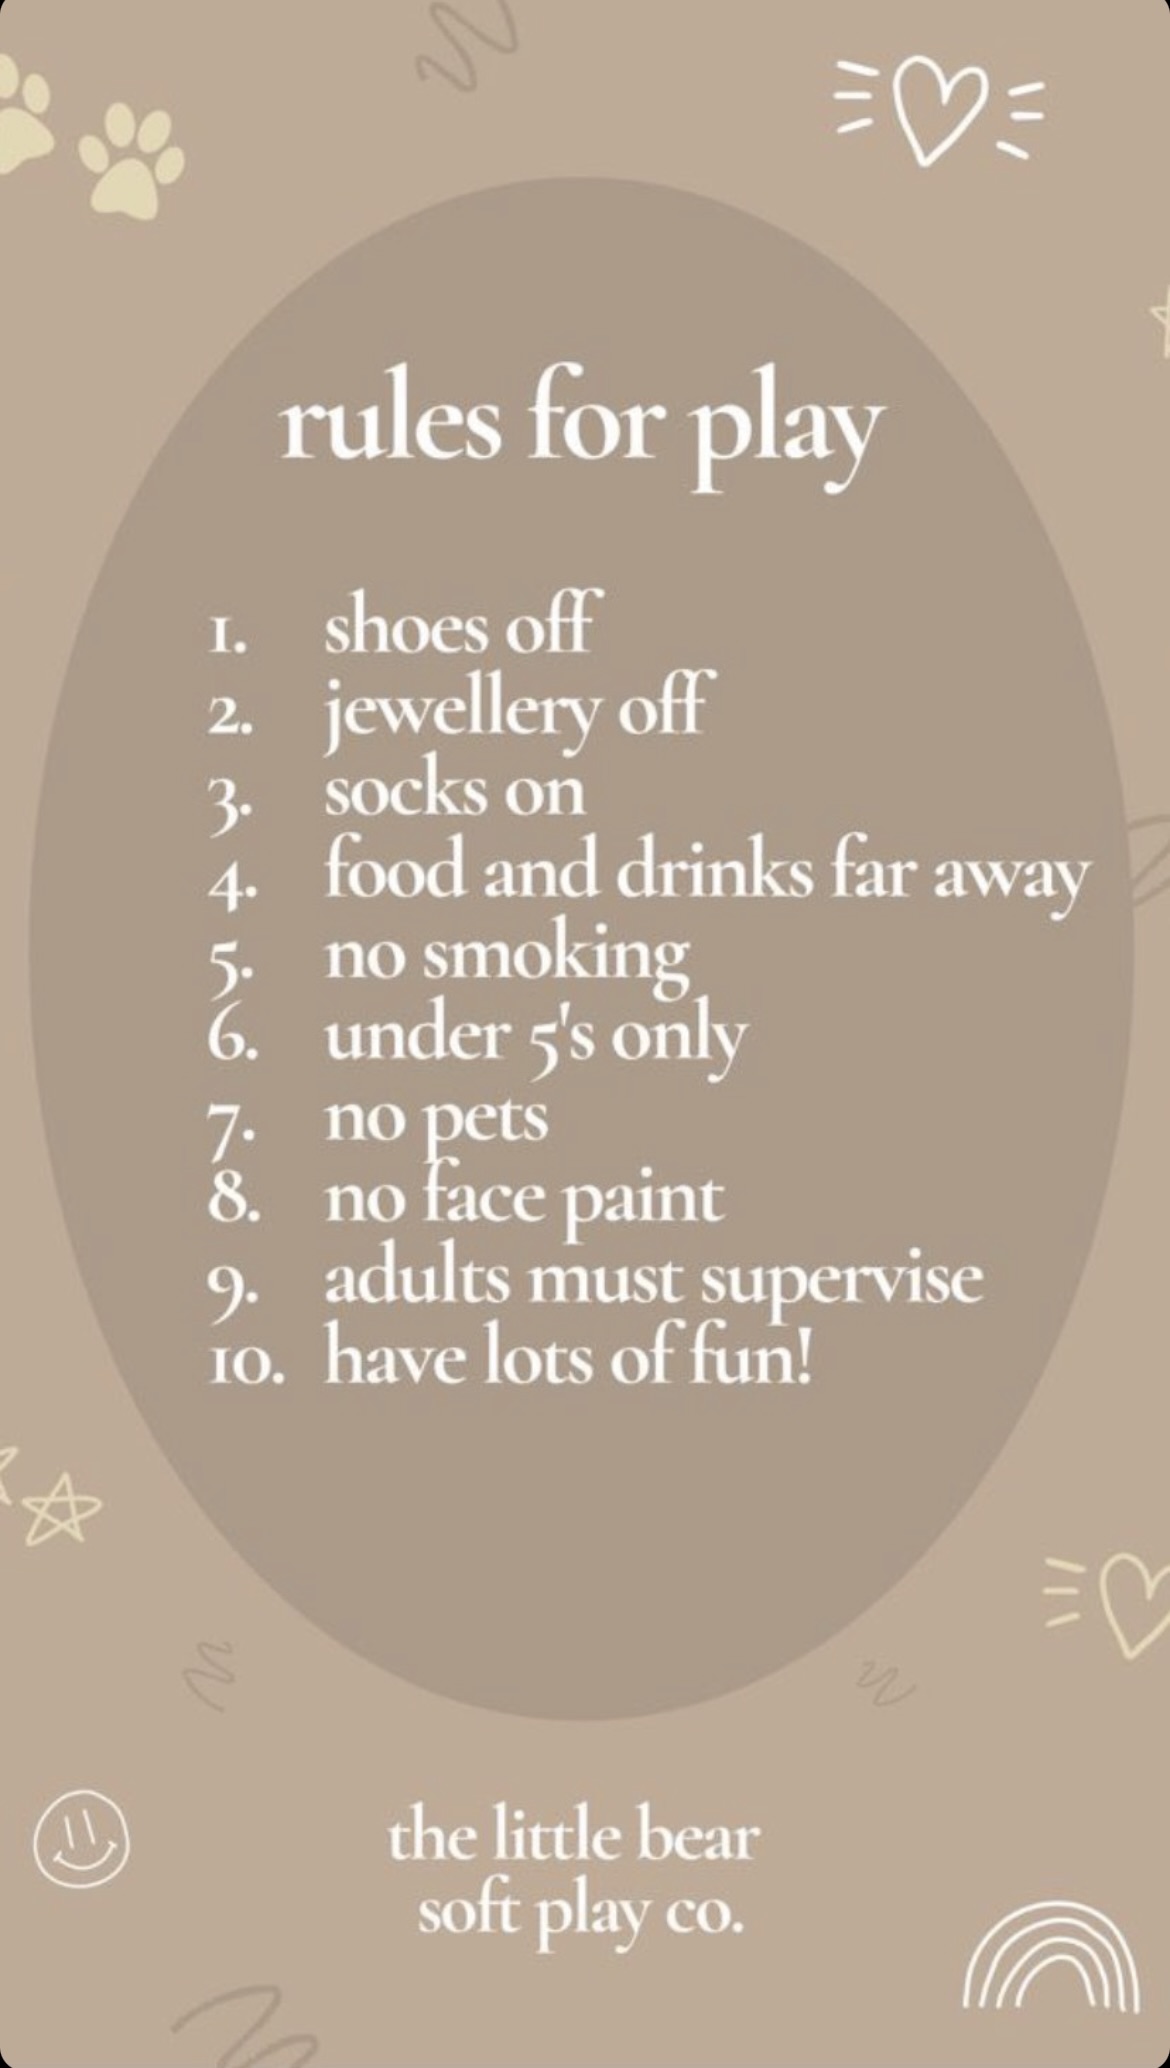 rules for play
1. shoes off
2. jewellery off
3. socks on
4. food and drinks far away
5. no smoking
6. under 5's only
7. no pets
8. no face paint
9. adults must supervise
10. have lots of fun!
the little bear
soft play co.